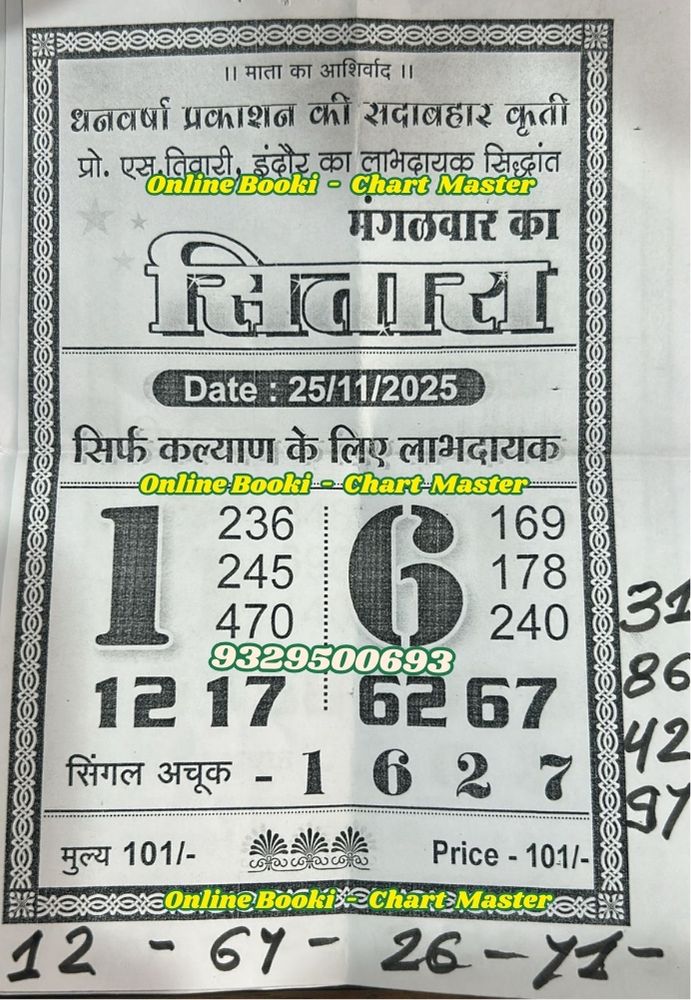 ।। माता का आशिर्वाद ।।
धनवर्षा प्रकाशन की सदाबहार कृती
प्रो. एस.तिवारी, इंदौर का लाभदायक सिद्धांत
Online Booki - Chart Master
मंगळवार का
सितारा
Date : 25/11/2025
सिर्फ कल्याण के लिए लाभदायक
Online Booki - Chart Master
1 236 6 169
245 178
470 240
31
9329500693
86
12 17 62 67
42
सिंगल अचूक - 1 6 2 7
97
मुल्य 101/- Price - 101/-
Online Booki - Chart Master
12 - 67 - 26 - 71 -